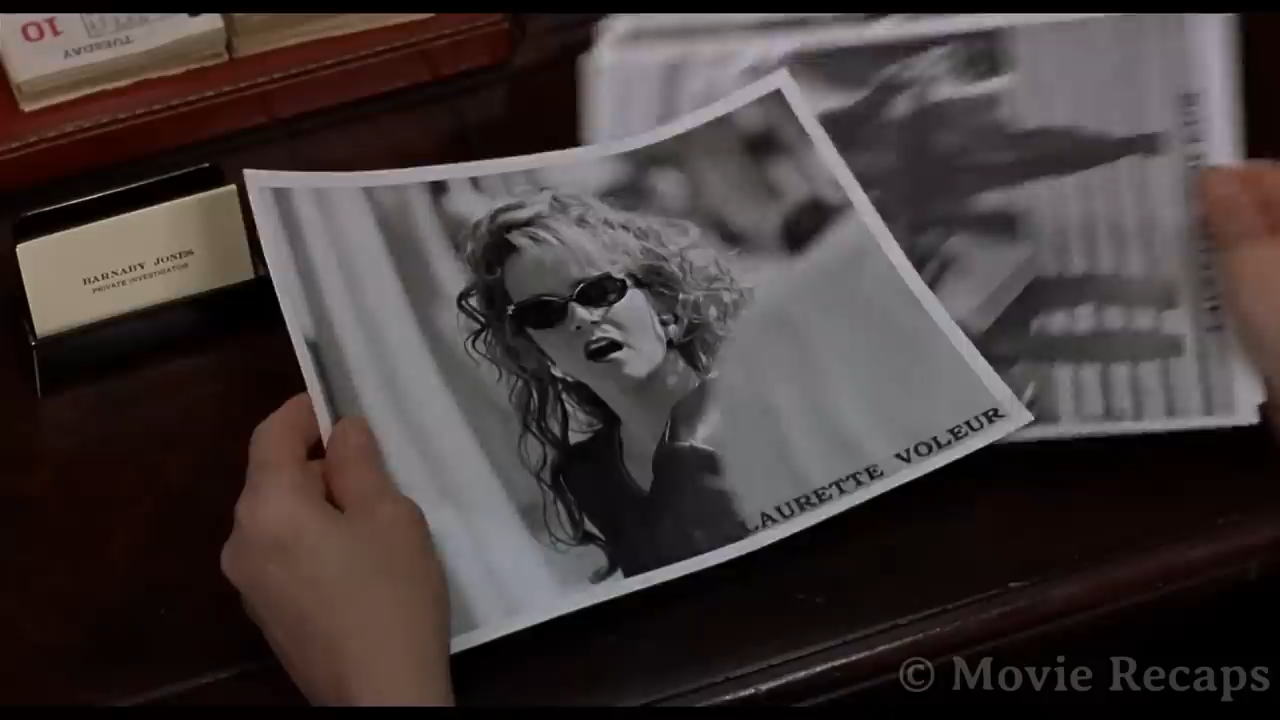 10
TUESDAY
BARNABY JONES
PRIVATE INVESTIGATOR
LAURETTE VOLEUR
© Movie Recaps